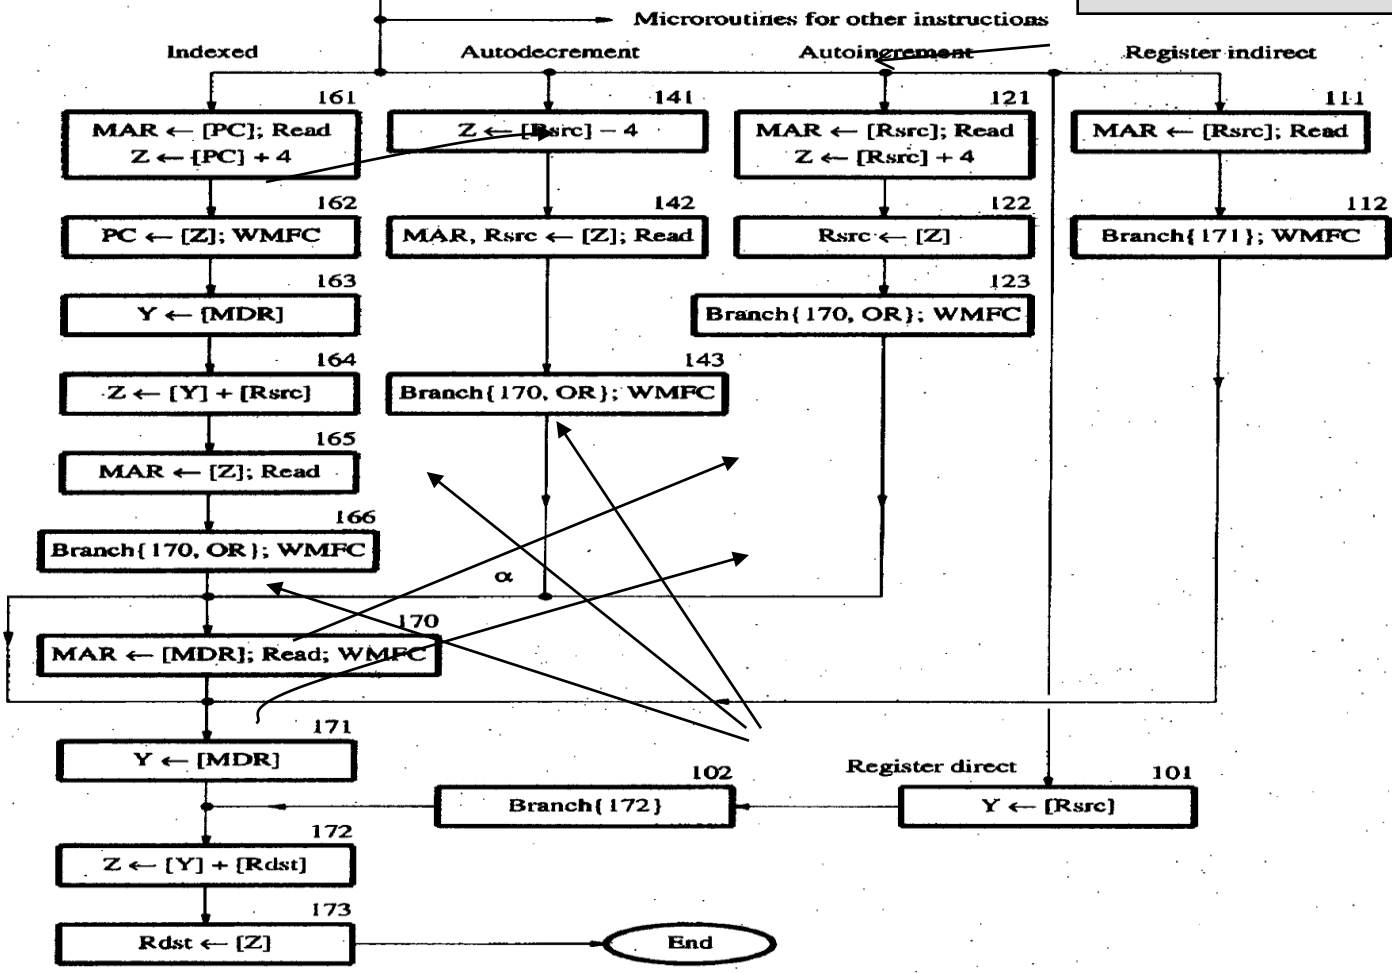 Microroutines for other instructions
Indexed
Autodecrement
Autoincrement
Register indirect
161
MAR ← [PC]; Read
Z ← [PC] + 4
162
PC ← [Z]; WMFC
163
Y ← [MDR]
164
Z ← [Y] + [Rsrc]
165
MAR ← [Z]; Read
166
Branch{170, OR}; WMFC
141
Z ← [Rsrc] − 4
142
MAR, Rsrc ← [Z]; Read
143
Branch{170, OR}; WMFC
121
MAR ← [Rsrc]; Read
Z ← [Rsrc] + 4
122
Rsrc ← [Z]
123
Branch{170, OR}; WMFC
111
MAR ← [Rsrc]; Read
112
Branch{171}; WMFC
α
170
MAR ← [MDR]; Read; WMFC
171
Y ← [MDR]
Register direct
101
Y ← [Rsrc]
102
Branch{172}
172
Z ← [Y] + [Rdst]
173
Rdst ← [Z]
End